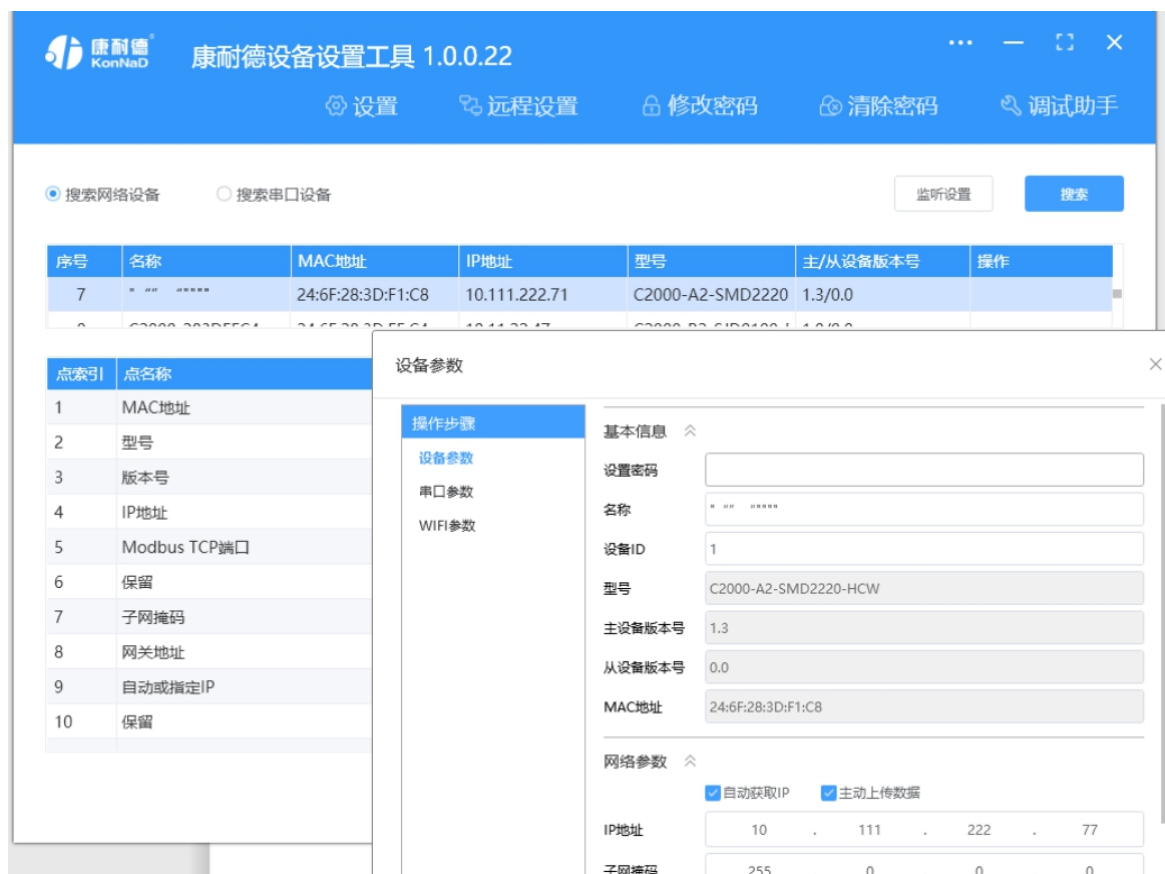 康耐德
KonNaD
康耐德设备设置工具 1.0.0.22
设置 远程设置 修改密码 清除密码 调试助手
搜索网络设备 搜索串口设备 监听设置 搜索
序号 名称 MAC地址 IP地址 型号 主/从设备版本号 操作
7 24:6F:28:3D:F1:C8 10.111.222.71 C2000-A2-SMD2220 1.3/0.0
点索引 点名称
1 MAC地址
2 型号
3 版本号
4 IP地址
5 Modbus TCP端口
6 保留
7 子网掩码
8 网关地址
9 自动或指定IP
10 保留
设备参数
操作步骤
设备参数
串口参数
WIFI参数
基本信息
设置密码
名称
设备ID 1
型号 C2000-A2-SMD2220-HCW
主设备版本号 1.3
从设备版本号 0.0
MAC地址 24:6F:28:3D:F1:C8
网络参数
自动获取IP 主动上传数据
IP地址 10 . 111 . 222 . 77
子网掩码 255 . 0 . 0 . 0